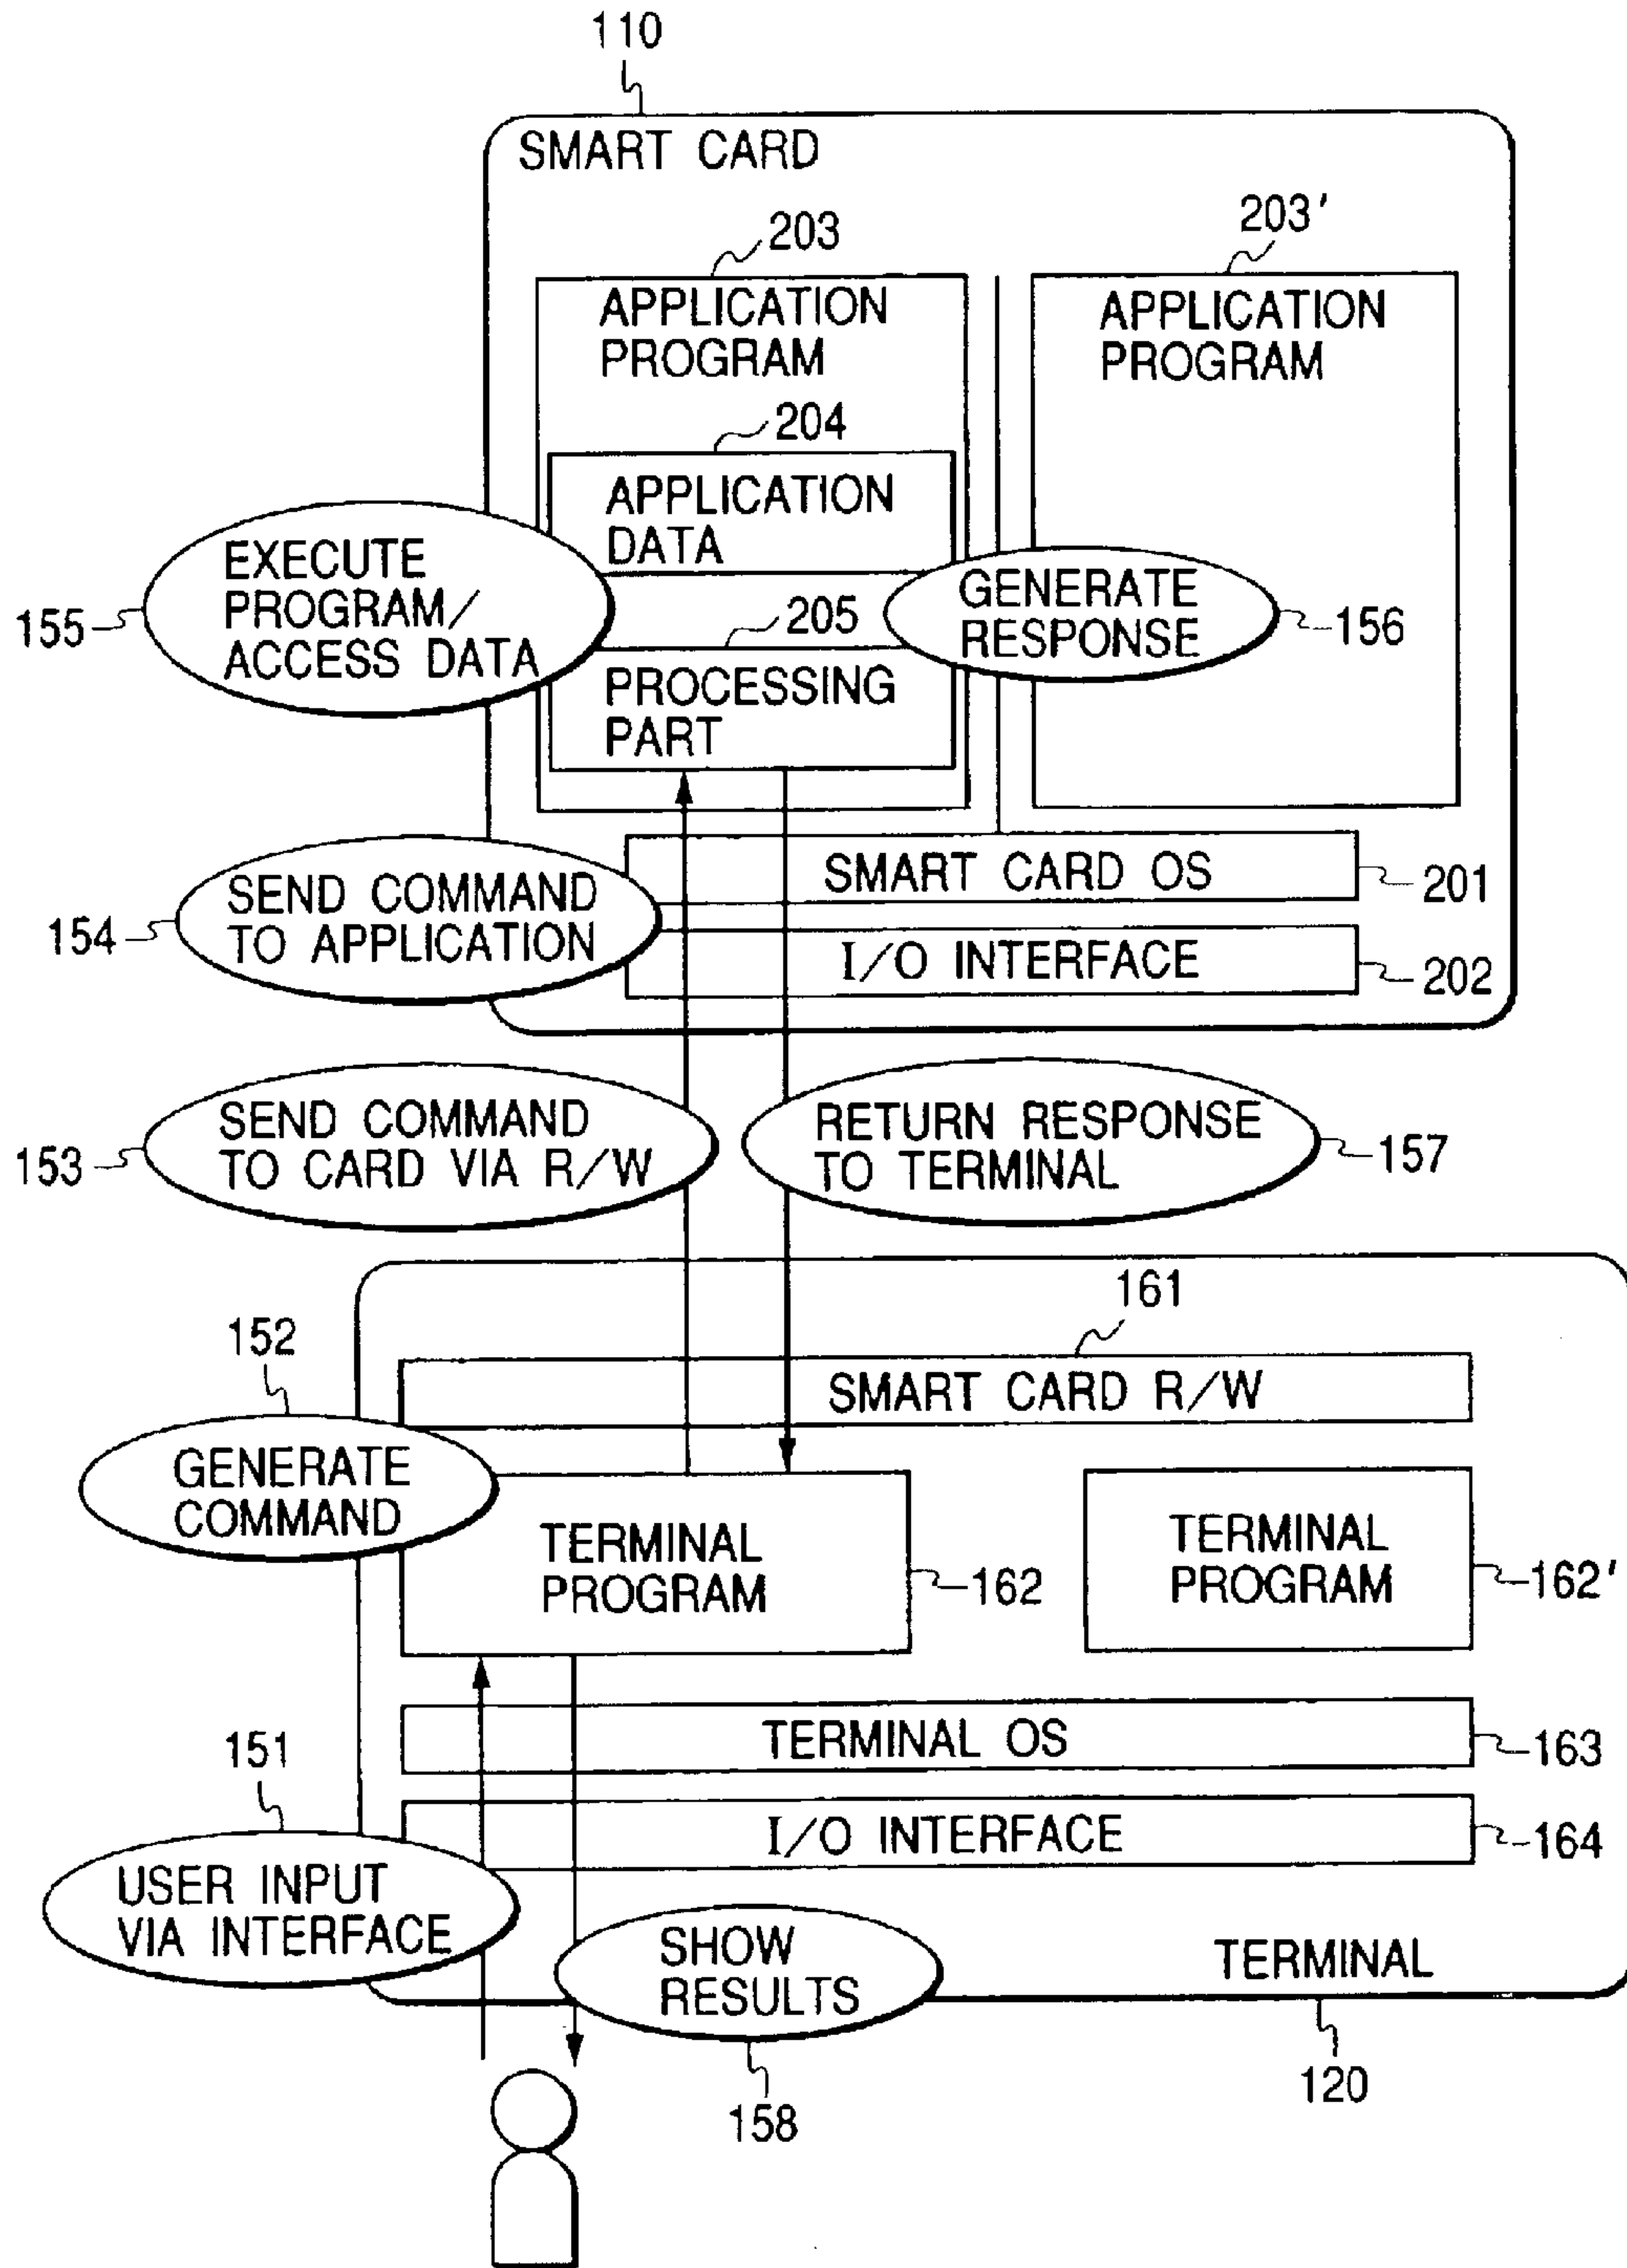 110
SMART CARD
203
203'
APPLICATION
PROGRAM
APPLICATION
PROGRAM
204
APPLICATION
DATA
EXECUTE
PROGRAM/
ACCESS DATA
155
GENERATE
RESPONSE
156
205
PROCESSING
PART
SMART CARD OS
201
SEND COMMAND
TO APPLICATION
154
I/O INTERFACE
202
SEND COMMAND
TO CARD VIA R/W
153
RETURN RESPONSE
TO TERMINAL
157
161
152
SMART CARD R/W
GENERATE
COMMAND
TERMINAL
PROGRAM
162
TERMINAL
PROGRAM
162'
TERMINAL OS
163
151
I/O INTERFACE
164
USER INPUT
VIA INTERFACE
SHOW
RESULTS
TERMINAL
120
158